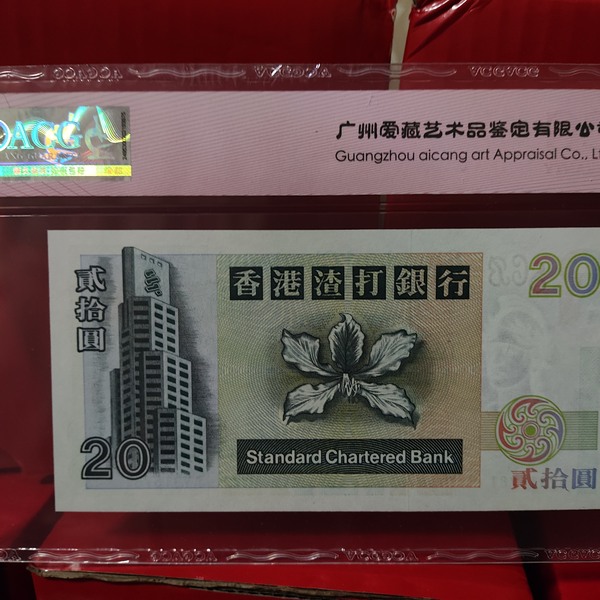 ACG
广州爱藏艺术品鉴定有限公
Guangzhou aicang art Appraisal Co., Lt
香港渣打銀行
20
貳拾圓
20
Standard Chartered Bank
貳拾圓